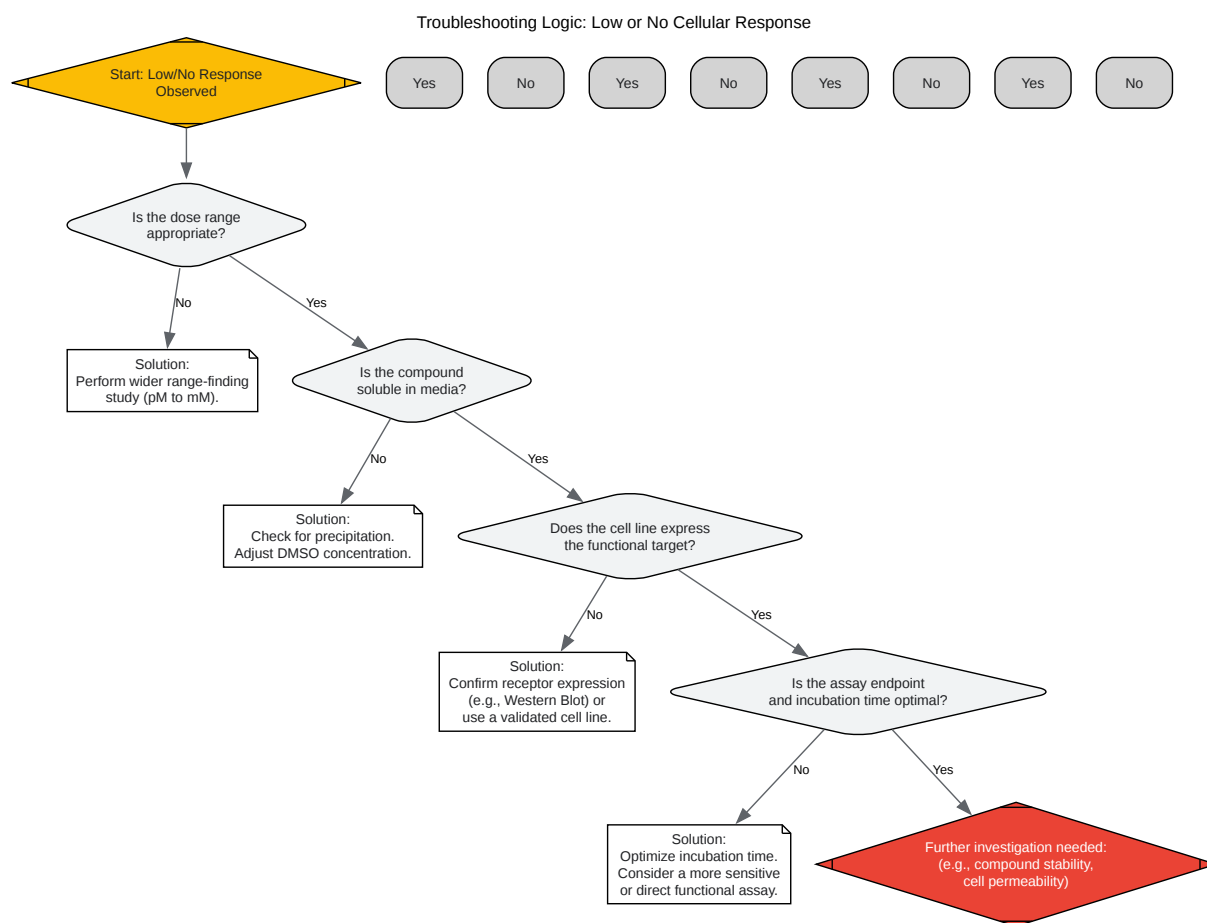 Troubleshooting Logic: Low or No Cellular Response
Start: Low/No Response
Observed
Yes
No
Yes
No
Yes
No
Yes
No
Is the dose range
appropriate?
No
Yes
Solution:
Perform wider range-finding
study (pM to mM).
Is the compound
soluble in media?
No
Yes
Solution:
Check for precipitation.
Adjust DMSO concentration.
Does the cell line express
the functional target?
No
Yes
Solution:
Confirm receptor expression
(e.g., Western Blot) or
use a validated cell line.
Is the assay endpoint
and incubation time optimal?
No
Yes
Solution:
Optimize incubation time.
Consider a more sensitive
or direct functional assay.
Further investigation needed:
(e.g., compound stability,
cell permeability)